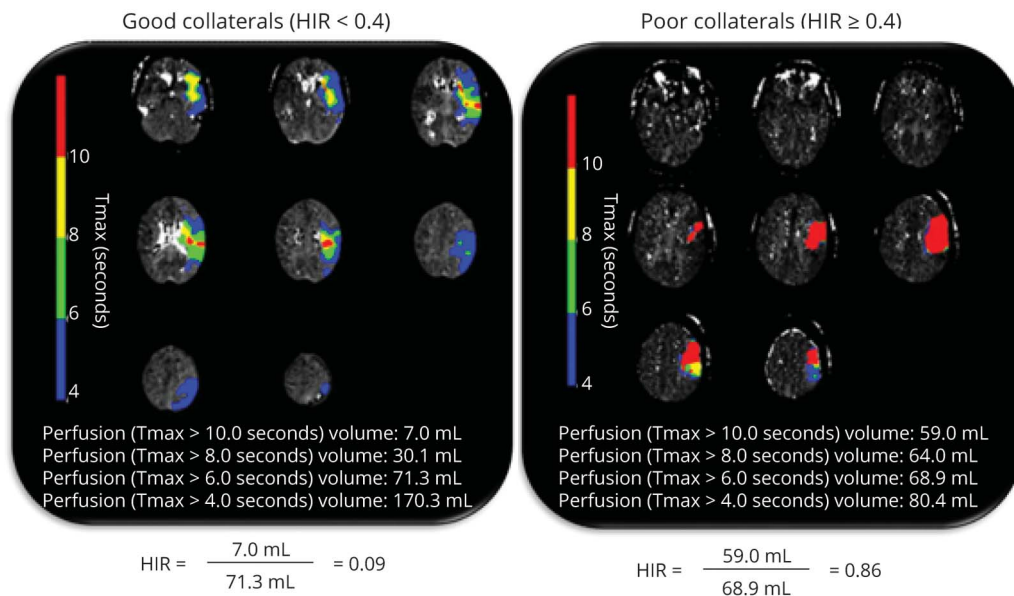 Good collaterals (HIR < 0.4)
10
8
6
4
Tmax (seconds)
Perfusion (Tmax > 10.0 seconds) volume: 7.0 mL
Perfusion (Tmax > 8.0 seconds) volume: 30.1 mL
Perfusion (Tmax > 6.0 seconds) volume: 71.3 mL
Perfusion (Tmax > 4.0 seconds) volume: 170.3 mL
HIR = 7.0 mL / 71.3 mL = 0.09
Poor collaterals (HIR ≥ 0.4)
10
8
6
4
Tmax (seconds)
Perfusion (Tmax > 10.0 seconds) volume: 59.0 mL
Perfusion (Tmax > 8.0 seconds) volume: 64.0 mL
Perfusion (Tmax > 6.0 seconds) volume: 68.9 mL
Perfusion (Tmax > 4.0 seconds) volume: 80.4 mL
HIR = 59.0 mL / 68.9 mL = 0.86